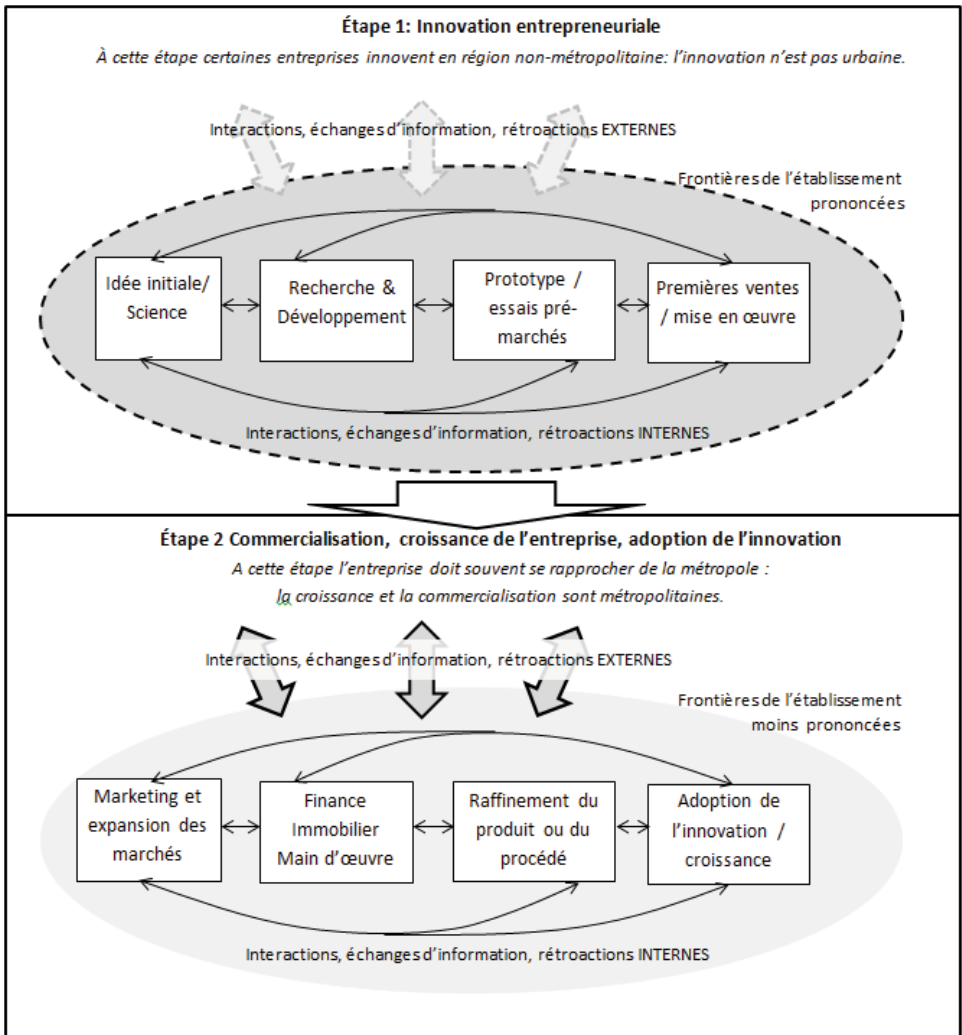 Étape 1: Innovation entrepreneuriale
À cette étape certaines entreprises innovent en région non-métropolitaine: l’innovation n’est pas urbaine.
Interactions, échanges d’information, rétroactions EXTERNES
Frontières de l’établissement
prononcées
Idée initiale/
Science
Recherche &
Développement
Prototype /
essais pré-
marchés
Premières ventes
/ mise en œuvre
Interactions, échanges d’information, rétroactions INTERNES
Étape 2 Commercialisation, croissance de l’entreprise, adoption de l’innovation
A cette étape l’entreprise doit souvent se rapprocher de la métropole :
la croissance et la commercialisation sont métropolitaines.
Interactions, échanges d’information, rétroactions EXTERNES
Frontières de l’établissement
moins prononcées
Marketing et
expansion des
marchés
Finance
Immobilier
Main d’œuvre
Raffinement du
produit ou du
procédé
Adoption de
l’innovation /
croissance
Interactions, échanges d’information, rétroactions INTERNES